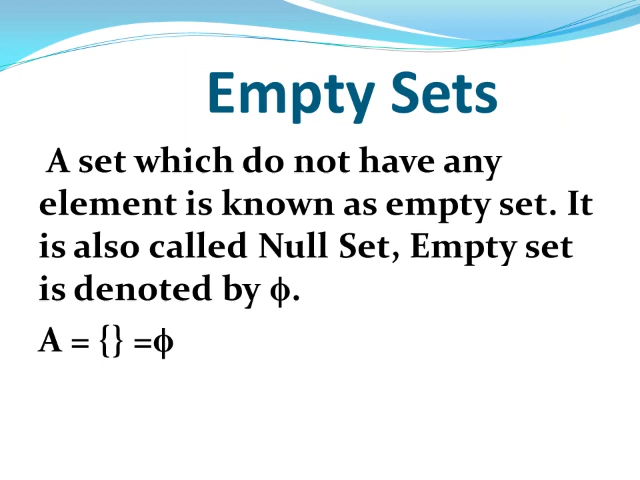 Empty Sets
A set which do not have any
element is known as empty set. It
is also called Null Set, Empty set
is denoted by ϕ.
A = {} =ϕ